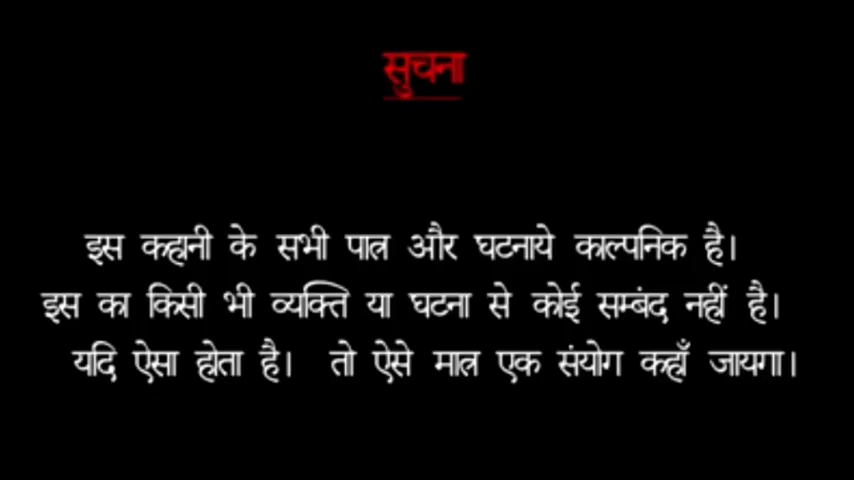 सुचना
इस कहानी के सभी पात्र और घटनाये काल्पनिक है।
इस का किसी भी व्यक्ति या घटना से कोई सम्बंद नहीं है।
यदि ऐसा होता है। तो ऐसे मात्र एक संयोग कहाँ जायगा।